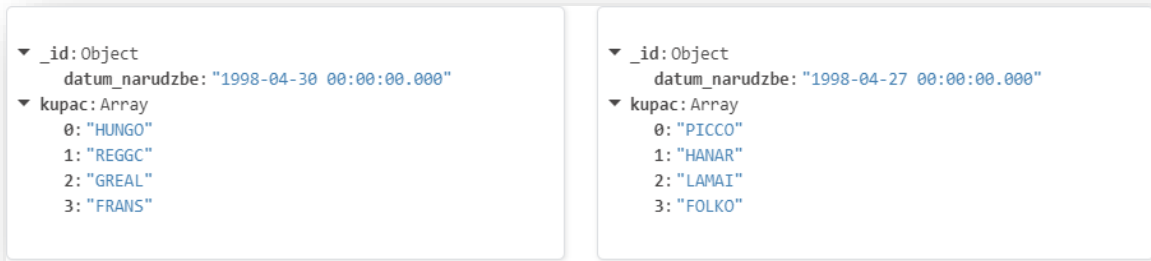 _id: Object
datum_narudzbe: "1998-04-30 00:00:00.000"
kupac: Array
0: "HUNGO"
1: "REGGC"
2: "GREAL"
3: "FRANS"
_id: Object
datum_narudzbe: "1998-04-27 00:00:00.000"
kupac: Array
0: "PICCO"
1: "HANAR"
2: "LAMAI"
3: "FOLKO"